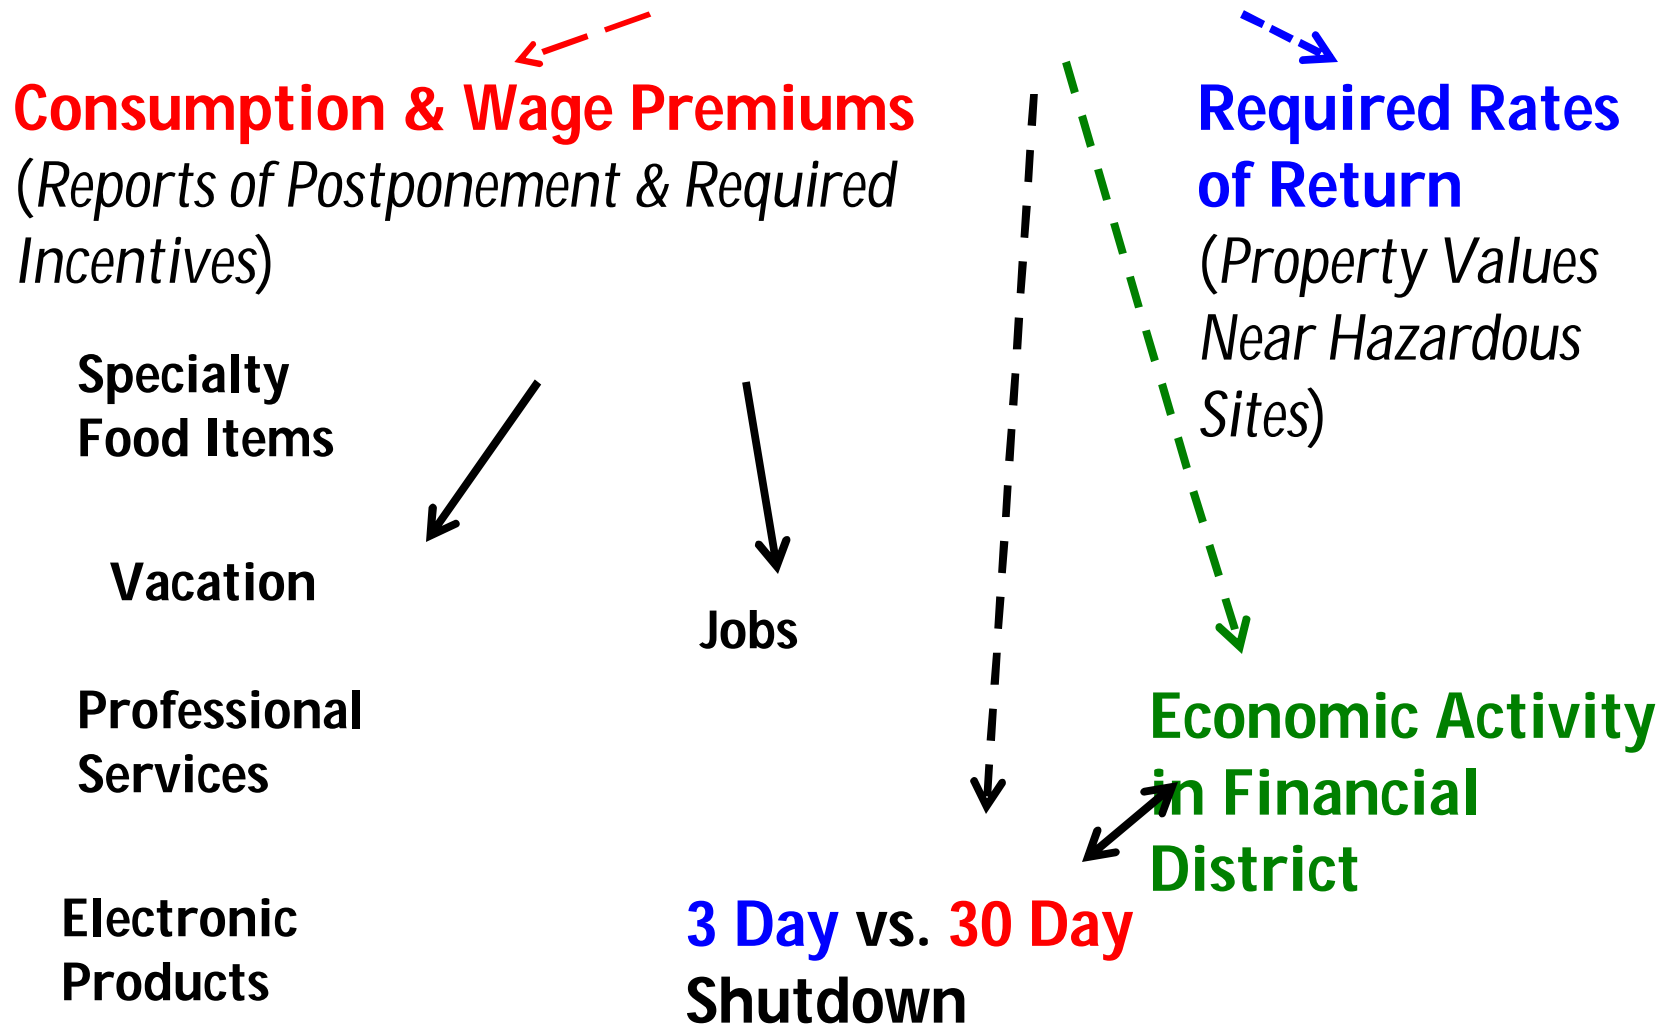 Consumption & Wage Premiums
(Reports of Postponement & Required
Incentives)
Required Rates
of Return
(Property Values
Near Hazardous
Sites)
Specialty
Food Items
Vacation
Jobs
Professional
Services
Economic Activity
in Financial
District
Electronic
Products
3 Day vs. 30 Day
Shutdown